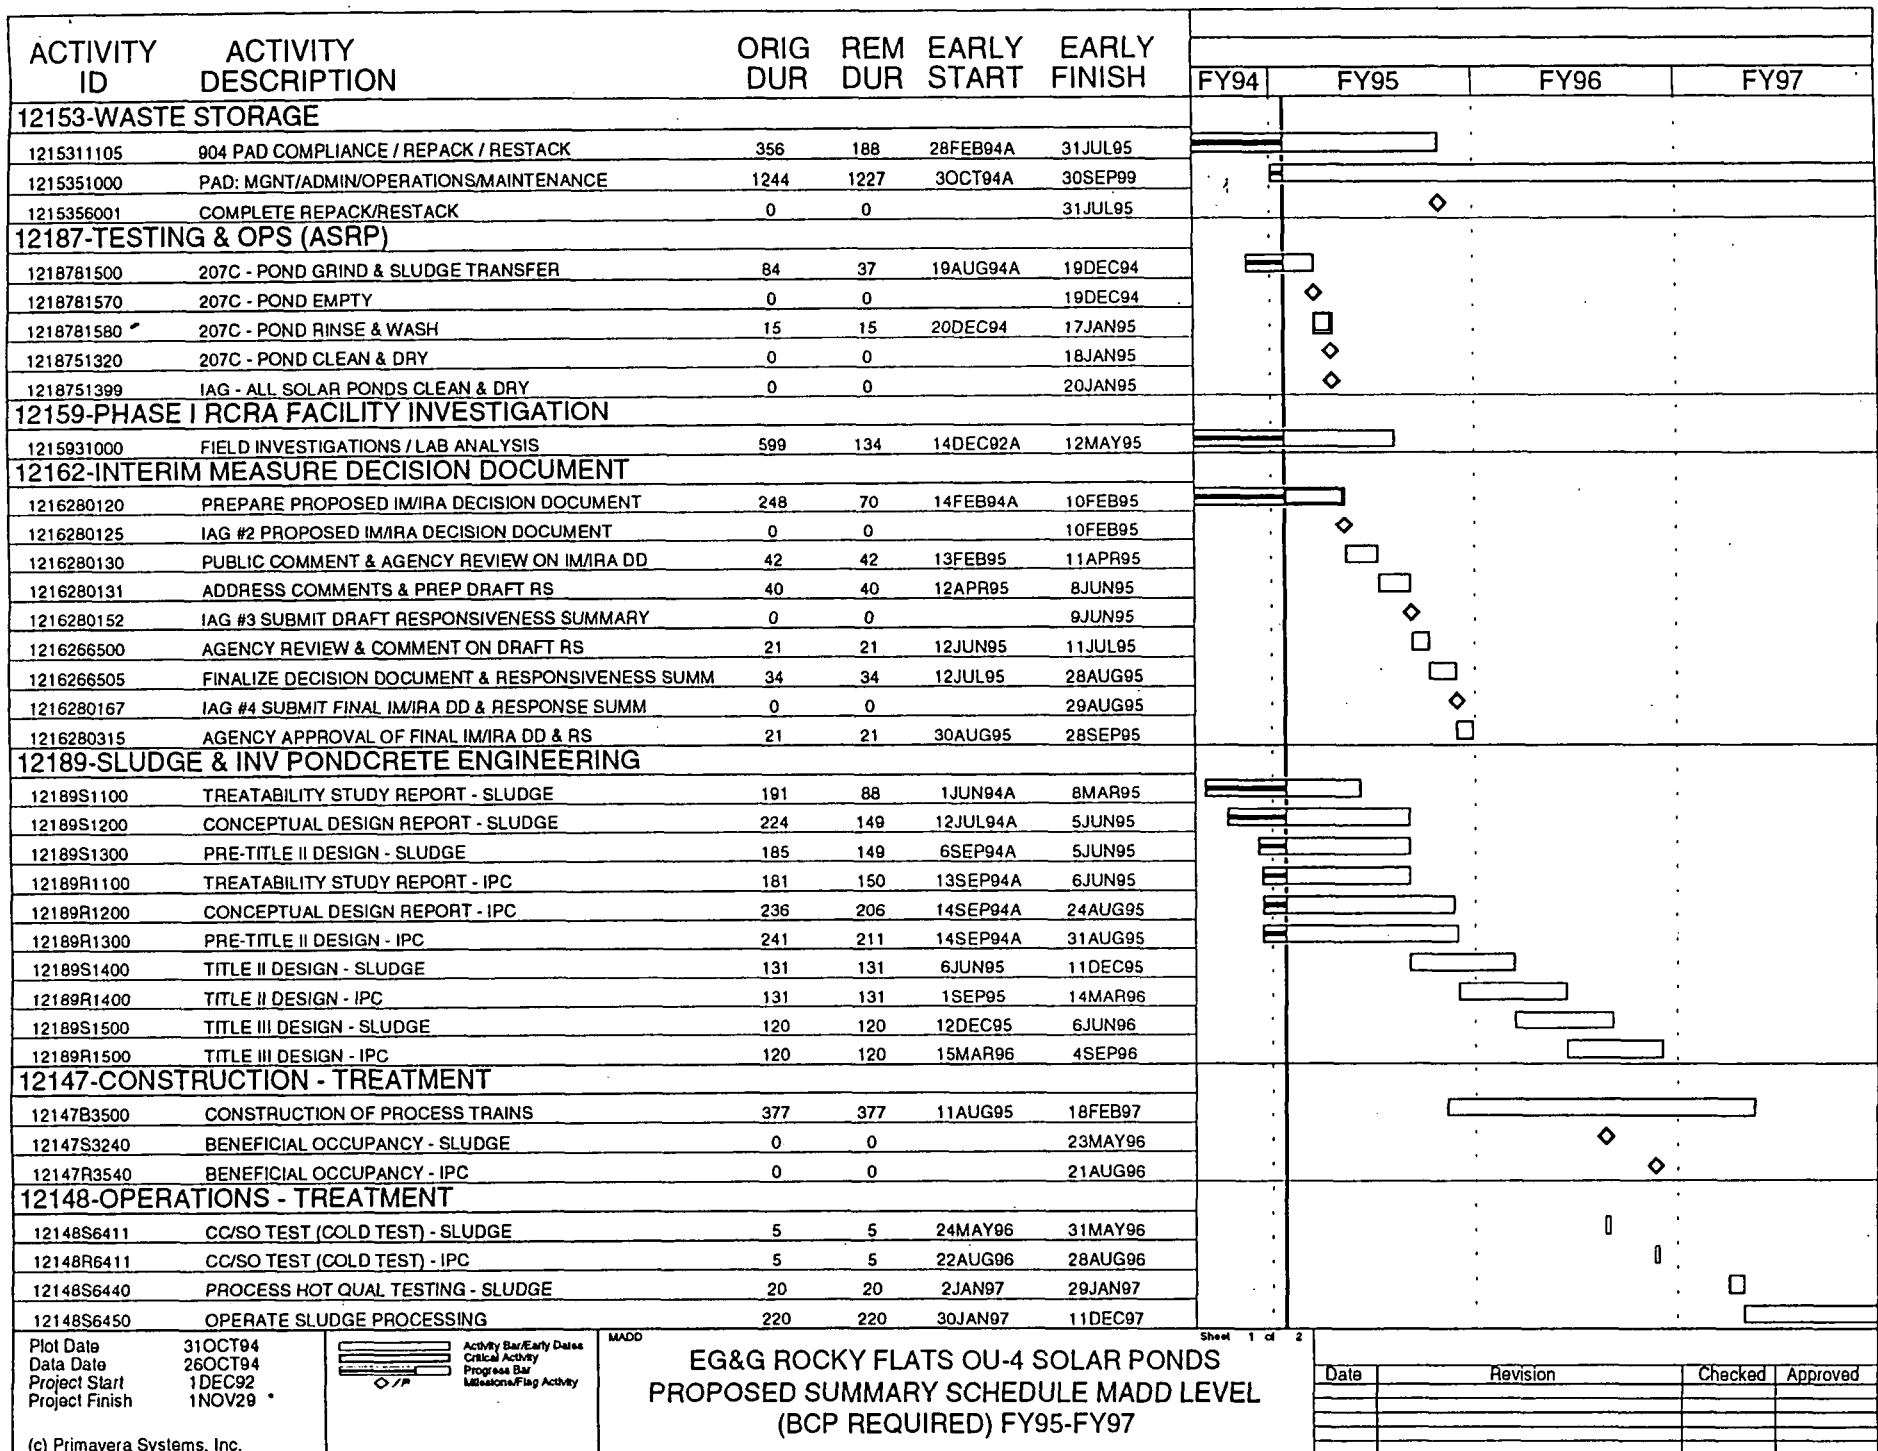 ACTIVITY ID ACTIVITY DESCRIPTION ORIG DUR REM DUR EARLY START EARLY FINISH FY94 FY95 FY96 FY97
12153-WASTE STORAGE
1215311105 904 PAD COMPLIANCE / REPACK / RESTACK 356 188 28FEB94A 31JUL95
1215351000 PAD: MGNT/ADMIN/OPERATIONS/MAINTENANCE 1244 1227 3OCT94A 30SEP99
1215356001 COMPLETE REPACK/RESTACK 0 0 31JUL95
12187-TESTING & OPS (ASRP)
1218781500 207C - POND GRIND & SLUDGE TRANSFER 84 37 19AUG94A 19DEC94
1218781570 207C - POND EMPTY 0 0 19DEC94
1218781580 207C - POND RINSE & WASH 15 15 20DEC94 17JAN95
1218751320 207C - POND CLEAN & DRY 0 0 18JAN95
1218751399 IAG - ALL SOLAR PONDS CLEAN & DRY 0 0 20JAN95
12159-PHASE I RCRA FACILITY INVESTIGATION
1215931000 FIELD INVESTIGATIONS / LAB ANALYSIS 599 134 14DEC92A 12MAY95
12162-INTERIM MEASURE DECISION DOCUMENT
1216280120 PREPARE PROPOSED IM/IRA DECISION DOCUMENT 248 70 14FEB94A 10FEB95
1216280125 IAG #2 PROPOSED IM/IRA DECISION DOCUMENT 0 0 10FEB95
1216280130 PUBLIC COMMENT & AGENCY REVIEW ON IM/IRA DD 42 42 13FEB95 11APR95
1216280131 ADDRESS COMMENTS & PREP DRAFT RS 40 40 12APR95 8JUN95
1216280152 IAG #3 SUBMIT DRAFT RESPONSIVENESS SUMMARY 0 0 9JUN95
1216266500 AGENCY REVIEW & COMMENT ON DRAFT RS 21 21 12JUN95 11JUL95
1216266505 FINALIZE DECISION DOCUMENT & RESPONSIVENESS SUMM 34 34 12JUL95 28AUG95
1216280167 IAG #4 SUBMIT FINAL IM/IRA DD & RESPONSE SUMM 0 0 29AUG95
1216280315 AGENCY APPROVAL OF FINAL IM/IRA DD & RS 21 21 30AUG95 28SEP95
12189-SLUDGE & INV PONDCRETE ENGINEERING
12189S1100 TREATABILITY STUDY REPORT - SLUDGE 191 88 1JUN94A 8MAR95
12189S1200 CONCEPTUAL DESIGN REPORT - SLUDGE 224 149 12JUL94A 5JUN95
12189S1300 PRE-TITLE II DESIGN - SLUDGE 185 149 6SEP94A 5JUN95
12189R1100 TREATABILITY STUDY REPORT - IPC 181 150 13SEP94A 6JUN95
12189R1200 CONCEPTUAL DESIGN REPORT - IPC 236 206 14SEP94A 24AUG95
12189R1300 PRE-TITLE II DESIGN - IPC 241 211 14SEP94A 31AUG95
12189S1400 TITLE II DESIGN - SLUDGE 131 131 6JUN95 11DEC95
12189R1400 TITLE II DESIGN - IPC 131 131 1SEP95 14MAR96
12189S1500 TITLE III DESIGN - SLUDGE 120 120 12DEC95 6JUN96
12189R1500 TITLE III DESIGN - IPC 120 120 15MAR96 4SEP96
12147-CONSTRUCTION - TREATMENT
12147B3500 CONSTRUCTION OF PROCESS TRAINS 377 377 11AUG95 18FEB97
12147S3240 BENEFICIAL OCCUPANCY - SLUDGE 0 0 23MAY96
12147R3540 BENEFICIAL OCCUPANCY - IPC 0 0 21AUG96
12148-OPERATIONS - TREATMENT
12148S6411 CC/SO TEST (COLD TEST) - SLUDGE 5 5 24MAY96 31MAY96
12148R6411 CC/SO TEST (COLD TEST) - IPC 5 5 22AUG96 28AUG96
12148S6440 PROCESS HOT QUAL TESTING - SLUDGE 20 20 2JAN97 29JAN97
12148S6450 OPERATE SLUDGE PROCESSING 220 220 30JAN97 11DEC97
Plot Date 31OCT94
Data Date 26OCT94
Project Start 1DEC92
Project Finish 1NOV29
(c) Primavera Systems, Inc.
Activity Bar/Early Dates
Critical Activity
Progress Bar
Milestone/Flag Activity
MADD
EG&G ROCKY FLATS OU-4 SOLAR PONDS
PROPOSED SUMMARY SCHEDULE MADD LEVEL
(BCP REQUIRED) FY95-FY97
Sheet 1 of 2
Date Revision Checked Approved